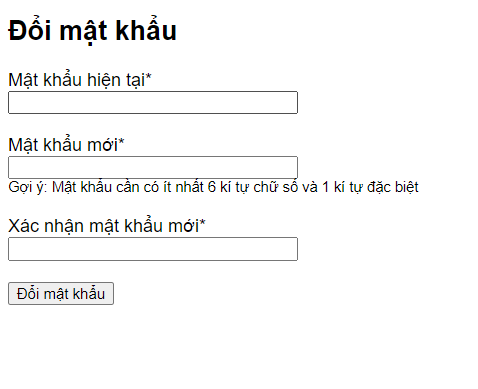 Đổi mật khẩu
Mật khẩu hiện tại*
Mật khẩu mới*
Gợi ý: Mật khẩu cần có ít nhất 6 kí tự chữ số và 1 kí tự đặc biệt
Xác nhận mật khẩu mới*
Đổi mật khẩu